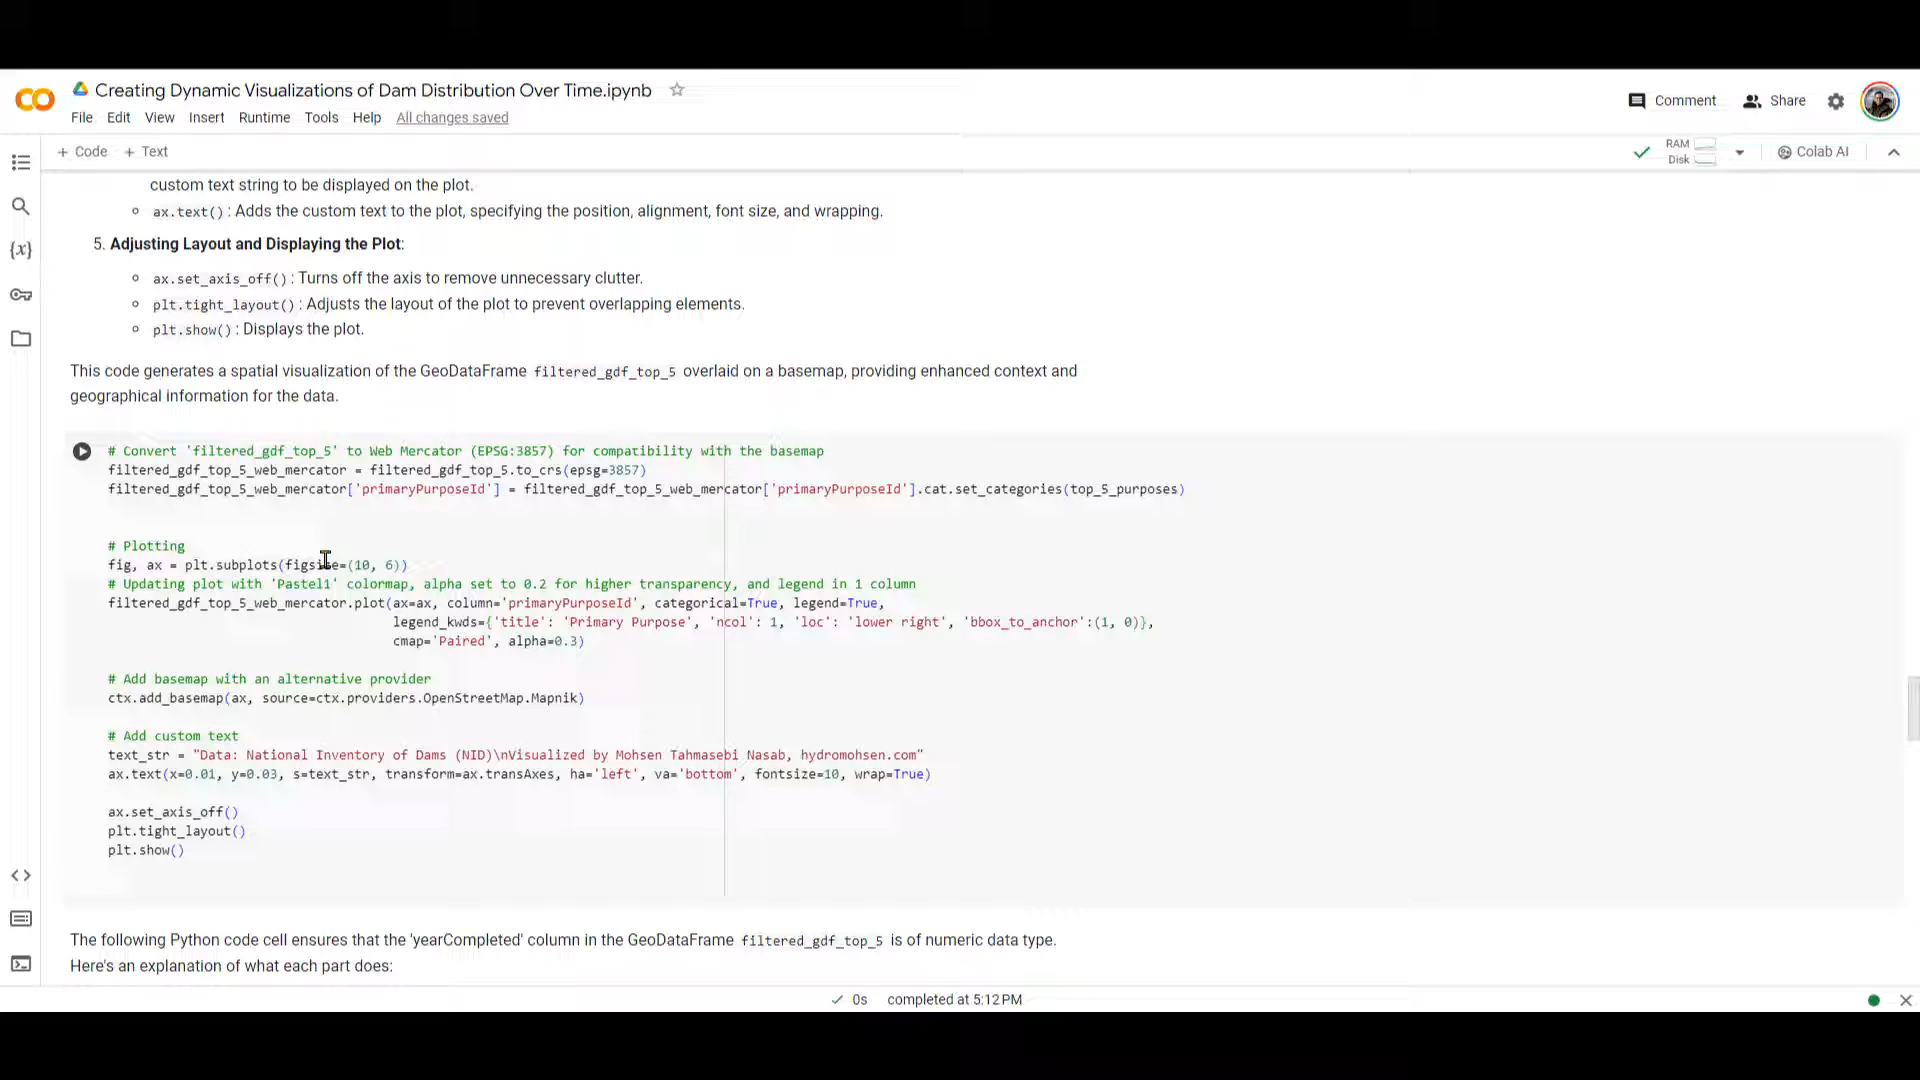 CO
Creating Dynamic Visualizations of Dam Distribution Over Time.ipynb
File Edit View Insert Runtime Tools Help All changes saved
Comment Share
+ Code + Text
RAM
Disk
Colab AI
custom text string to be displayed on the plot.
ax.text() : Adds the custom text to the plot, specifying the position, alignment, font size, and wrapping.
5. Adjusting Layout and Displaying the Plot:
ax.set_axis_off() : Turns off the axis to remove unnecessary clutter.
plt.tight_layout() : Adjusts the layout of the plot to prevent overlapping elements.
plt.show() : Displays the plot.
This code generates a spatial visualization of the GeoDataFrame filtered_gdf_top_5 overlaid on a basemap, providing enhanced context and
geographical information for the data.
# Convert 'filtered_gdf_top_5' to Web Mercator (EPSG:3857) for compatibility with the basemap
filtered_gdf_top_5_web_mercator = filtered_gdf_top_5.to_crs(epsg=3857)
filtered_gdf_top_5_web_mercator['primaryPurposeId'] = filtered_gdf_top_5_web_mercator['primaryPurposeId'].cat.set_categories(top_5_purposes)
# Plotting
fig, ax = plt.subplots(figsize=(10, 6))
# Updating plot with 'Pastel1' colormap, alpha set to 0.2 for higher transparency, and legend in 1 column
filtered_gdf_top_5_web_mercator.plot(ax=ax, column='primaryPurposeId', categorical=True, legend=True,
legend_kwds={'title': 'Primary Purpose', 'ncol': 1, 'loc': 'lower right', 'bbox_to_anchor':(1, 0)},
cmap='Paired', alpha=0.3)
# Add basemap with an alternative provider
ctx.add_basemap(ax, source=ctx.providers.OpenStreetMap.Mapnik)
# Add custom text
text_str = "Data: National Inventory of Dams (NID)\nVisualized by Mohsen Tahmasebi Nasab, hydromohsen.com"
ax.text(x=0.01, y=0.03, s=text_str, transform=ax.transAxes, ha='left', va='bottom', fontsize=10, wrap=True)
ax.set_axis_off()
plt.tight_layout()
plt.show()
The following Python code cell ensures that the 'yearCompleted' column in the GeoDataFrame filtered_gdf_top_5 is of numeric data type.
Here's an explanation of what each part does:
0s completed at 5:12 PM